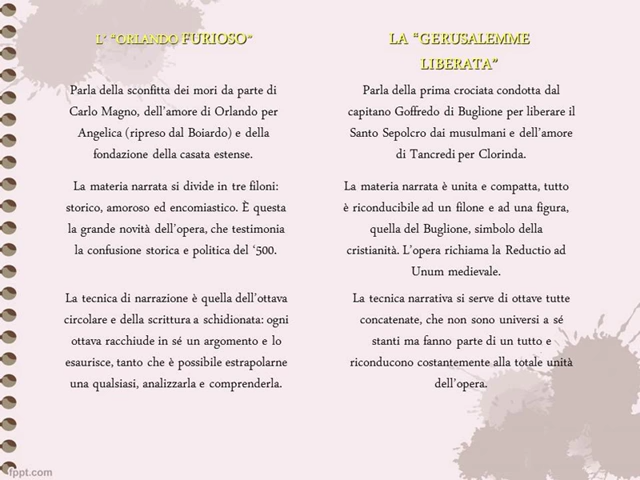 L' "ORLANDO FURIOSO"
Parla della sconfitta dei mori da parte di
Carlo Magno, dell'amore di Orlando per
Angelica (ripreso dal Boiardo) e della
fondazione della casata estense.
La materia narrata si divide in tre filoni:
storico, amoroso ed encomiastico. È questa
la grande novità dell'opera, che testimonia
la confusione storica e politica del '500.
La tecnica di narrazione è quella dell'ottava
circolare e della scrittura a schidionata: ogni
ottava racchiude in sé un argomento e lo
esaurisce, tanto che è possibile estrapolarne
una qualsiasi, analizzarla e comprenderla.
LA "GERUSALEMME
LIBERATA"
Parla della prima crociata condotta dal
capitano Goffredo di Buglione per liberare il
Santo Sepolcro dai musulmani e dell'amore
di Tancredi per Clorinda.
La materia narrata è unita e compatta, tutto
è riconducibile ad un filone e ad una figura,
quella del Buglione, simbolo della
cristianità. L'opera richiama la Reductio ad
Unum medievale.
La tecnica narrativa si serve di ottave tutte
concatenate, che non sono universi a sé
stanti ma fanno parte di un tutto e
riconducono costantemente alla totale unità
dell'opera.
fppt.com